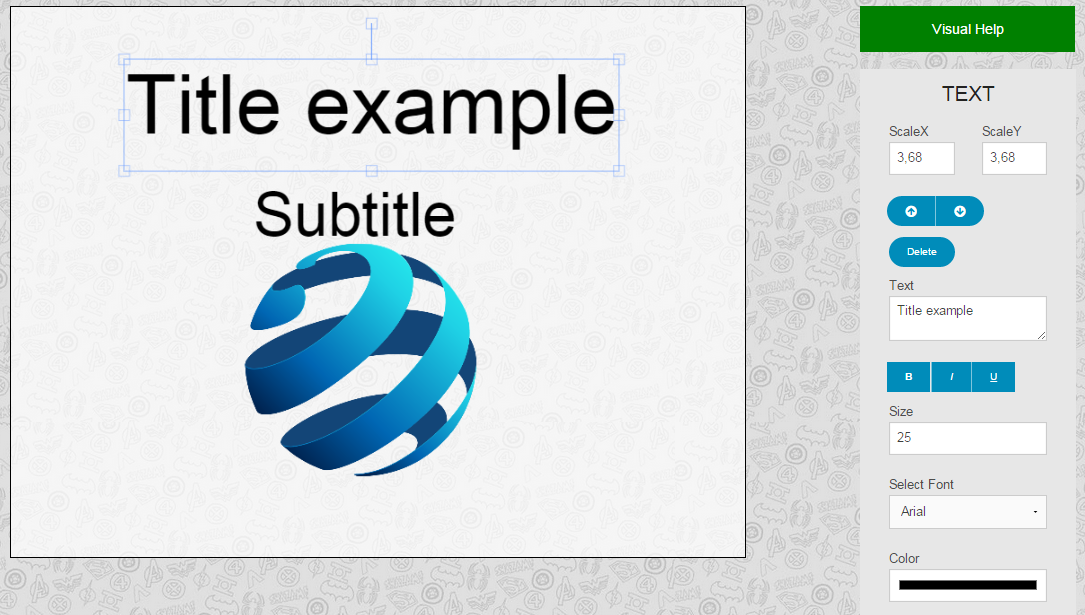 Title example
Subtitle
Visual Help
TEXT
ScaleX ScaleY
3,68 3,68
Delete
Text
Title example
B I U
Size
25
Select Font
Arial
Color